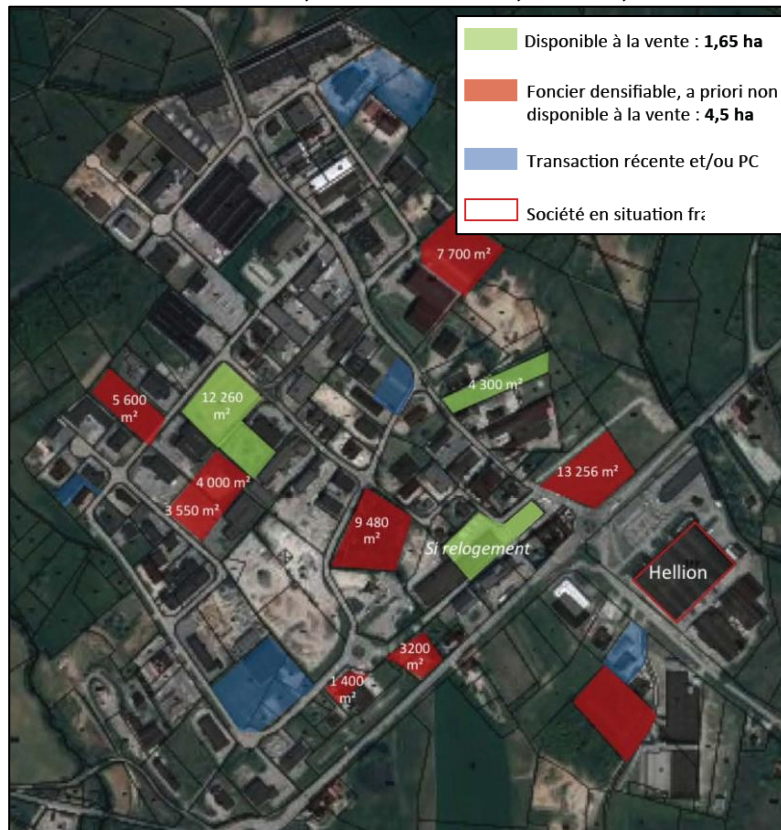 Disponible à la vente : 1,65 ha
Foncier densifiable, a priori non
disponible à la vente : 4,5 ha
Transaction récente et/ou PC
Société en situation
7 700 m²
4 300 m²
5 600
m²
12 260
m²
4 000 m²
3 550 m²
13 256 m²
9 480
m²
Si relogement
Hellion
3200
m²
1 400
m²